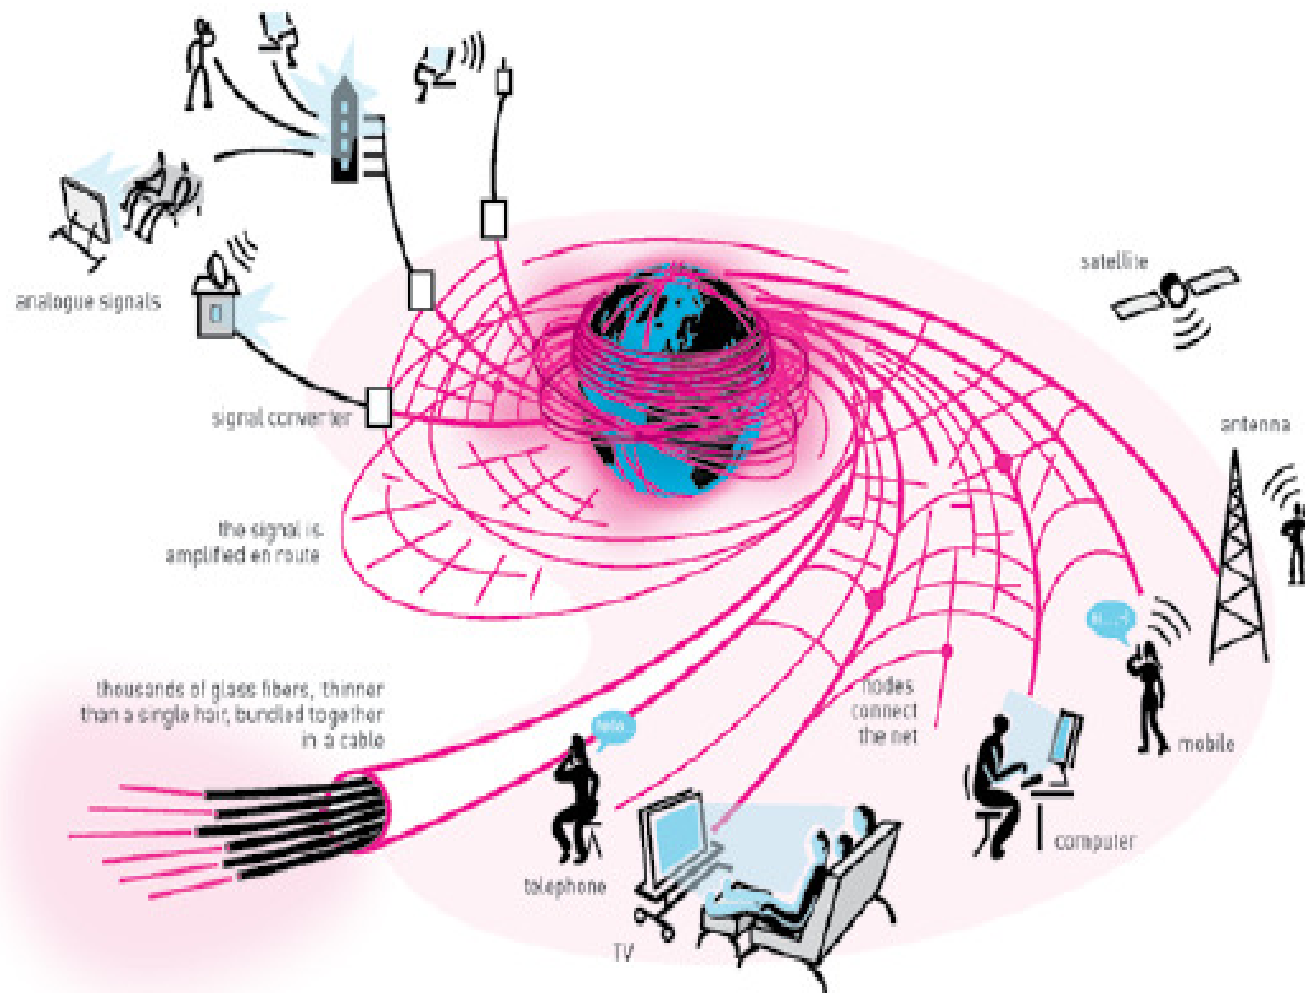 satellite
analogue signals
signal converter
antenna
the signal is
amplified en route
thousands of glass fibers, thinner
than a single hair, bundled together
in a cable
nodes
connect
the net
hello
mobile
computer
telephone
TV